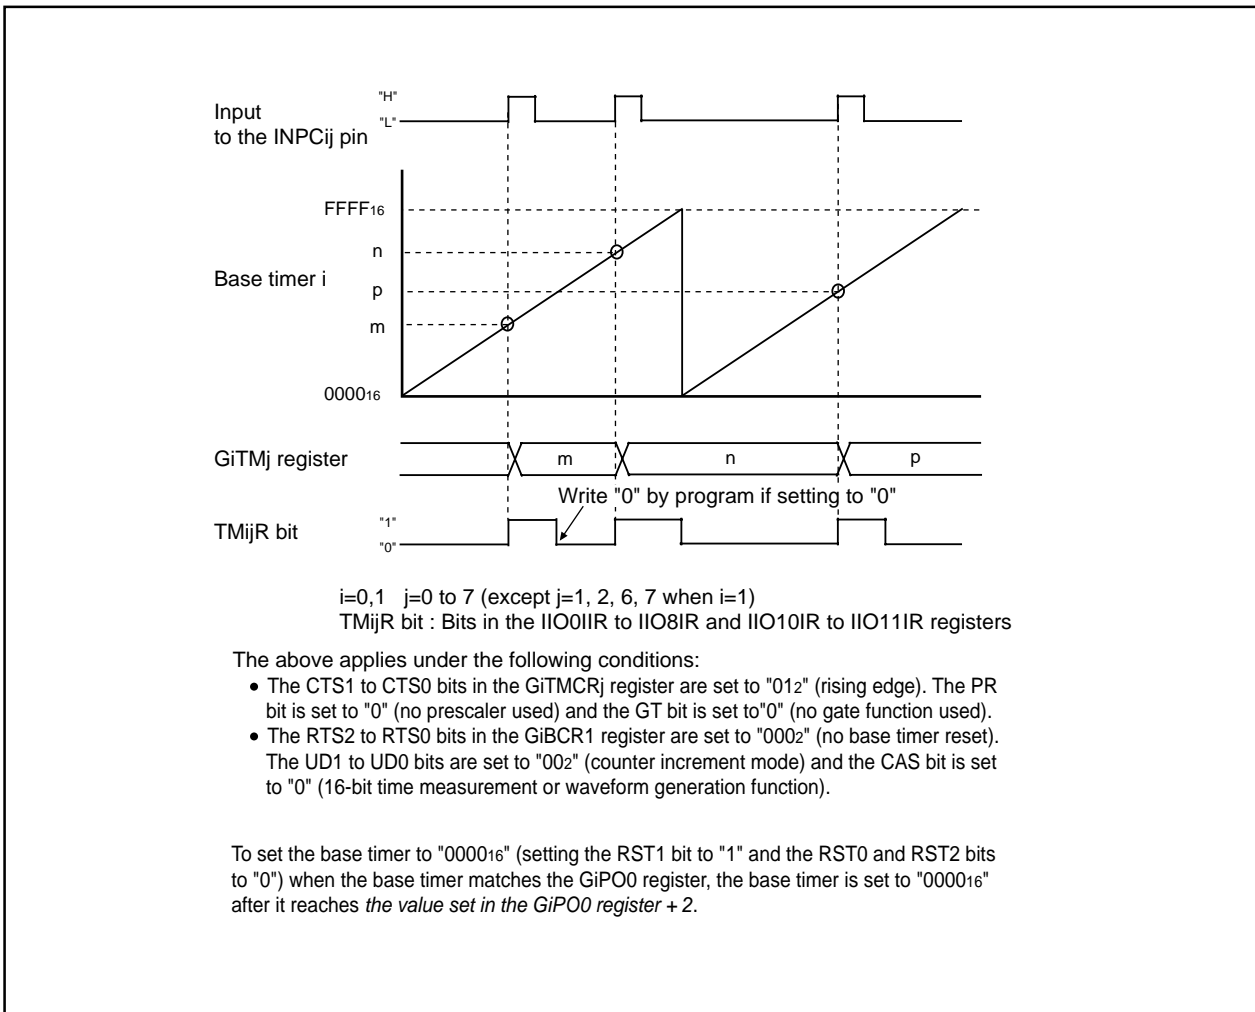 "H"
Input
"L"
to the INPCij pin
FFFF16
n
Base timer i
p
m
000016
GiTMj register
m
n
p
Write "0" by program if setting to "0"
"1"
TMijR bit
"0"
i=0,1 j=0 to 7 (except j=1, 2, 6, 7 when i=1)
TMijR bit : Bits in the IIO0IIR to IIO8IR and IIO10IR to IIO11IR registers
The above applies under the following conditions:
• The CTS1 to CTS0 bits in the GiTMCRj register are set to "012" (rising edge). The PR
bit is set to "0" (no prescaler used) and the GT bit is set to"0" (no gate function used).
• The RTS2 to RTS0 bits in the GiBCR1 register are set to "0002" (no base timer reset).
The UD1 to UD0 bits are set to "002" (counter increment mode) and the CAS bit is set
to "0" (16-bit time measurement or waveform generation function).
To set the base timer to "000016" (setting the RST1 bit to "1" and the RST0 and RST2 bits
to "0") when the base timer matches the GiPO0 register, the base timer is set to "000016"
after it reaches the value set in the GiPO0 register + 2.